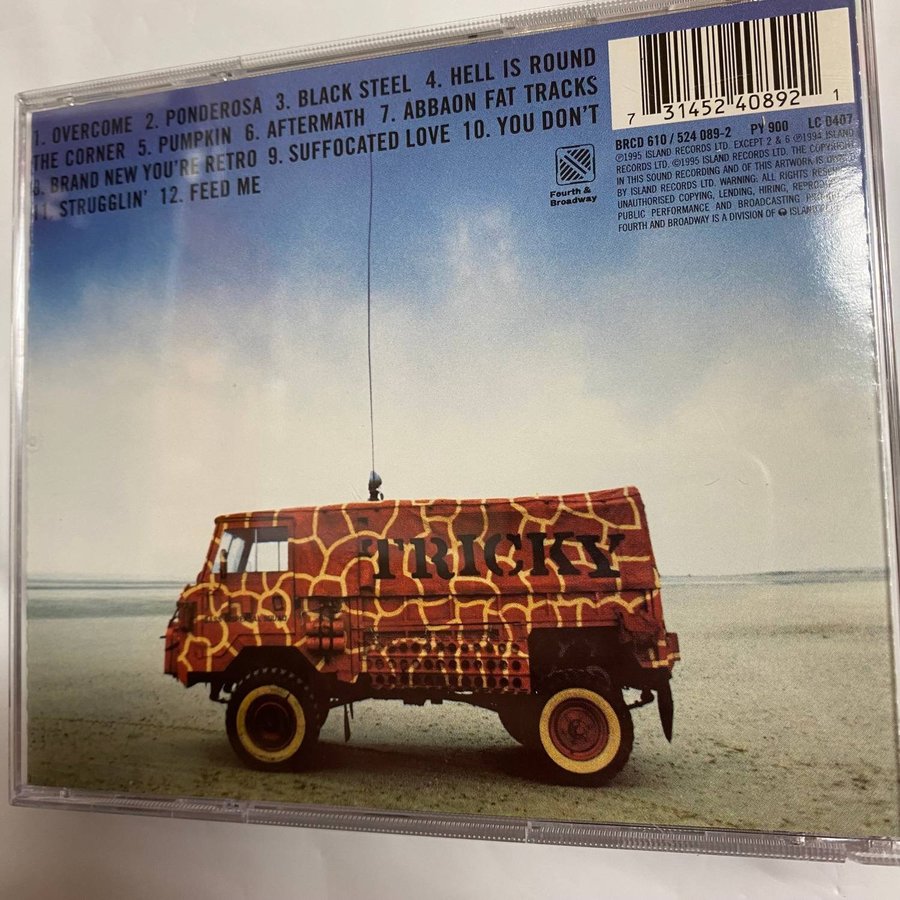 1. OVERCOME 2. PONDEROSA 3. BLACK STEEL 4. HELL IS ROUND
THE CORNER 5. PUMPKIN 6. AFTERMATH 7. ABBAON FAT TRACKS
8. BRAND NEW YOU'RE RETRO 9. SUFFOCATED LOVE 10. YOU DON'T
11. STRUGGLIN' 12. FEED ME
7 31452 40892 1
BRCD 610 / 524 089-2 PY 900 LC 0407
℗1995 ISLAND RECORDS LTD. EXCEPT 2 & 6 ℗1994 ISLAND
RECORDS LTD. ©1995 ISLAND RECORDS LTD. THE COPYRIGHT
IN THIS SOUND RECORDING AND OF THIS ARTWORK IS
BY ISLAND RECORDS LTD. WARNING. ALL RIGHTS
UNAUTHORISED COPYING, LENDING, HIRING,
PUBLIC PERFORMANCE AND BROADCASTING
FOURTH AND BROADWAY IS A DIVISION OF ISLAND
Fourth &
Broadway
TRICKY